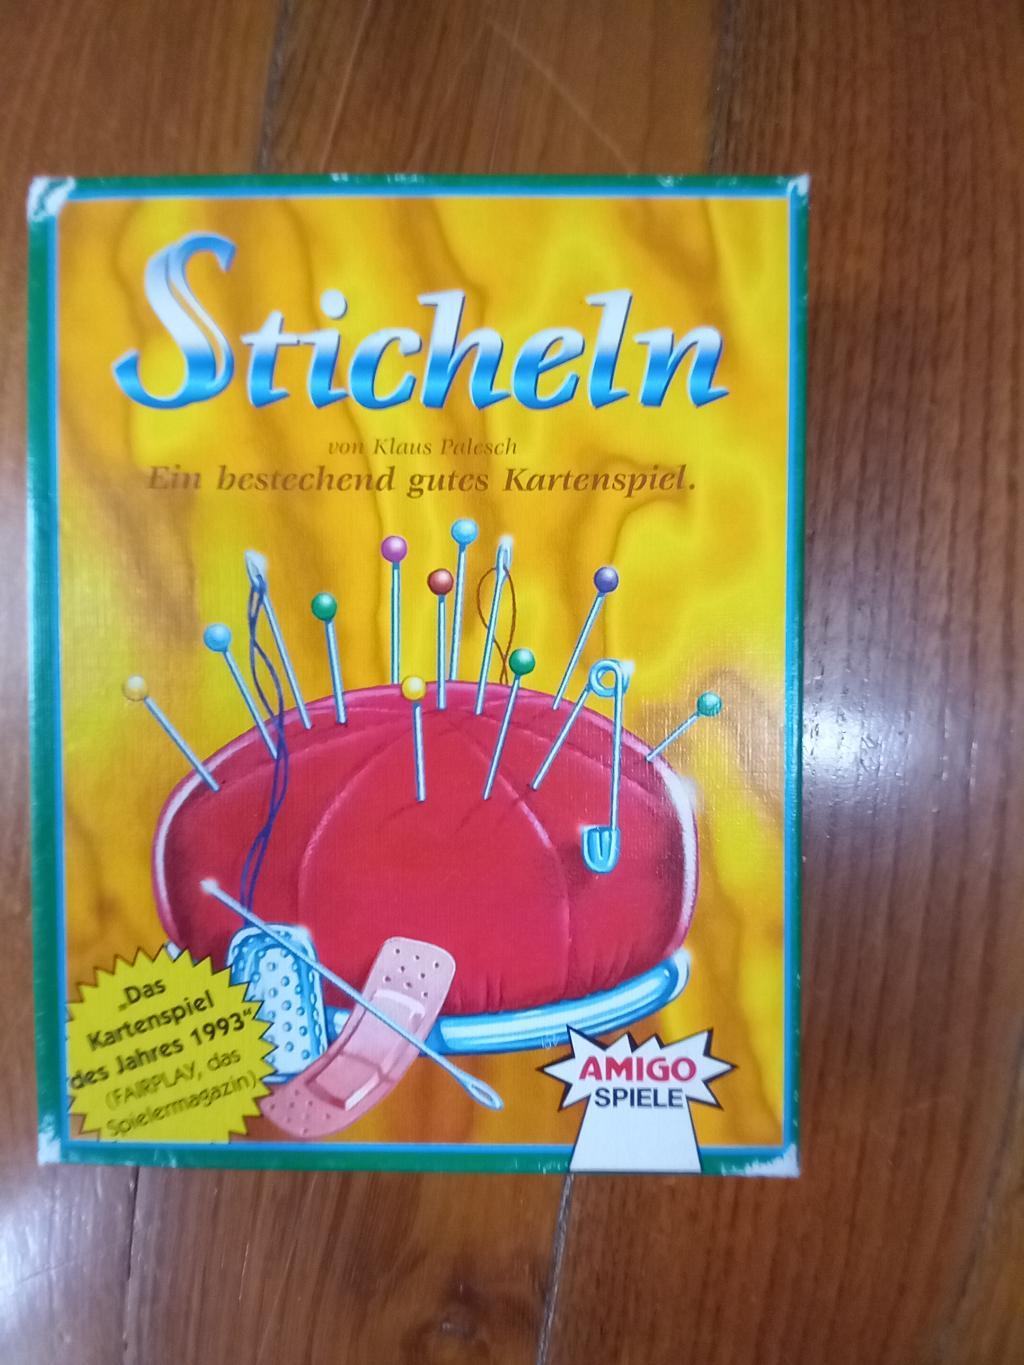 Sticheln
von Klaus Palesch
Ein bestechend gutes Kartenspiel.
„Das
Kartenspiel
des Jahres 1993“
(FAIRPLAY, das
Spielermagazin)
AMIGO
SPIELE